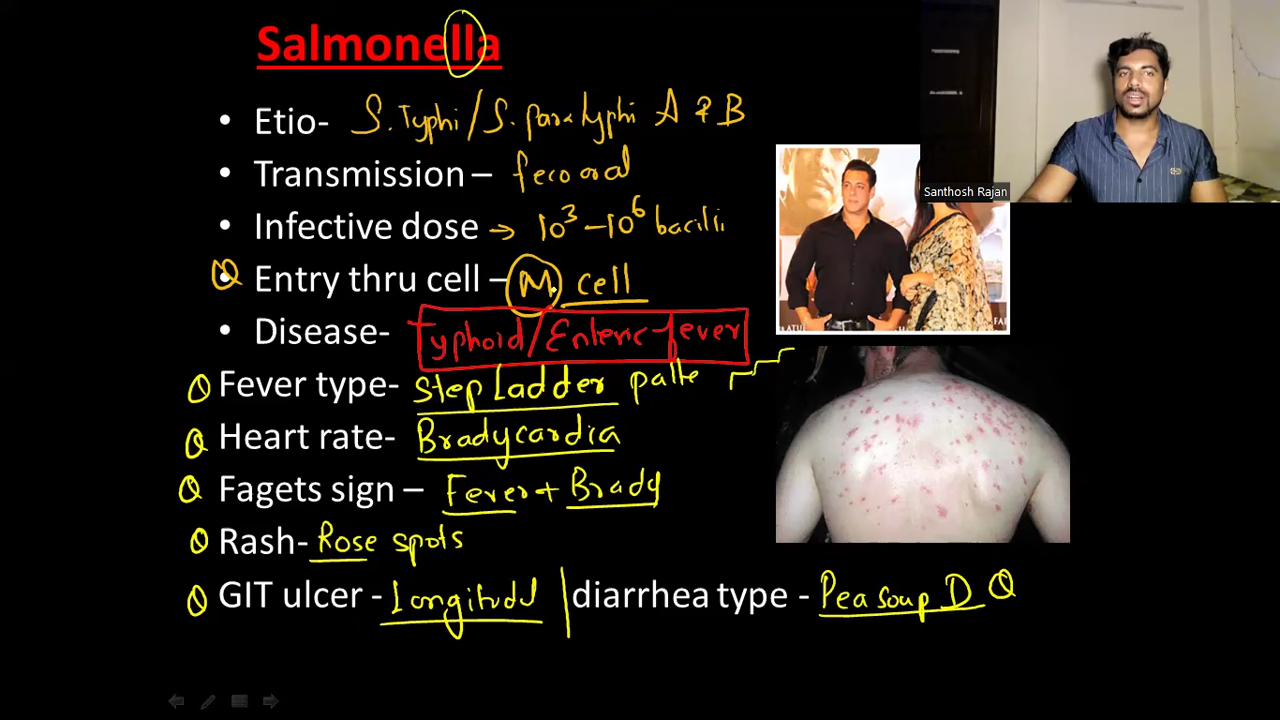 Salmonella
• Etio- S. Typhi / S. paratyphi A & B
• Transmission – feco oral
• Infective dose → 10³ – 10⁶ bacilli
• Entry thru cell – M cell
• Disease- Typhoid / Enteric fever
Q Fever type- Step Ladder patte
Q Heart rate- Bradycardia
Q Fagets sign – Fever + Brady
Q Rash- Rose spots
Q GIT ulcer - Longitudl | diarrhea type - Pea soup D Q
Santhosh Rajan